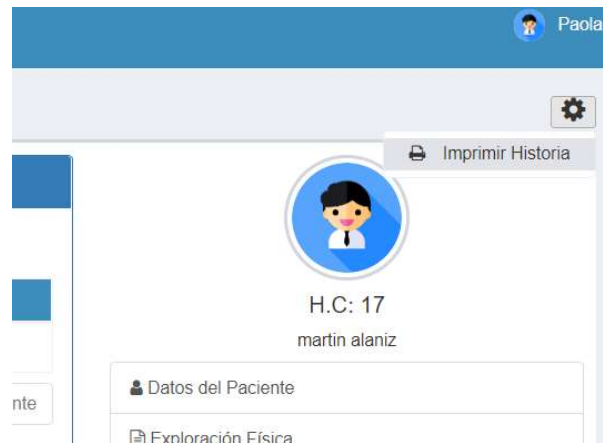 Paola
Imprimir Historia
H.C: 17
martin alaniz
Datos del Paciente
nte
Exploración Física